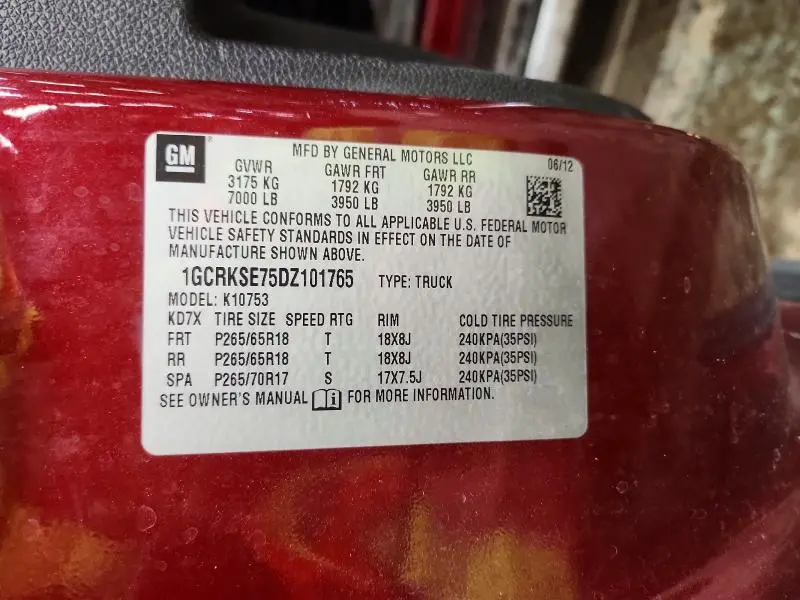 GM
MFD BY GENERAL MOTORS LLC
06/12
GVWR GAWR FRT GAWR RR
3175 KG 1792 KG 1792 KG
7000 LB 3950 LB 3950 LB
THIS VEHICLE CONFORMS TO ALL APPLICABLE U.S. FEDERAL MOTOR
VEHICLE SAFETY STANDARDS IN EFFECT ON THE DATE OF
MANUFACTURE SHOWN ABOVE.
1GCRKSE75DZ101765 TYPE: TRUCK
MODEL: K10753
KD7X TIRE SIZE SPEED RTG RIM COLD TIRE PRESSURE
FRT P265/65R18 T 18X8J 240KPA(35PSI)
RR P265/65R18 T 18X8J 240KPA(35PSI)
SPA P265/70R17 S 17X7.5J 240KPA(35PSI)
SEE OWNER'S MANUAL i FOR MORE INFORMATION.